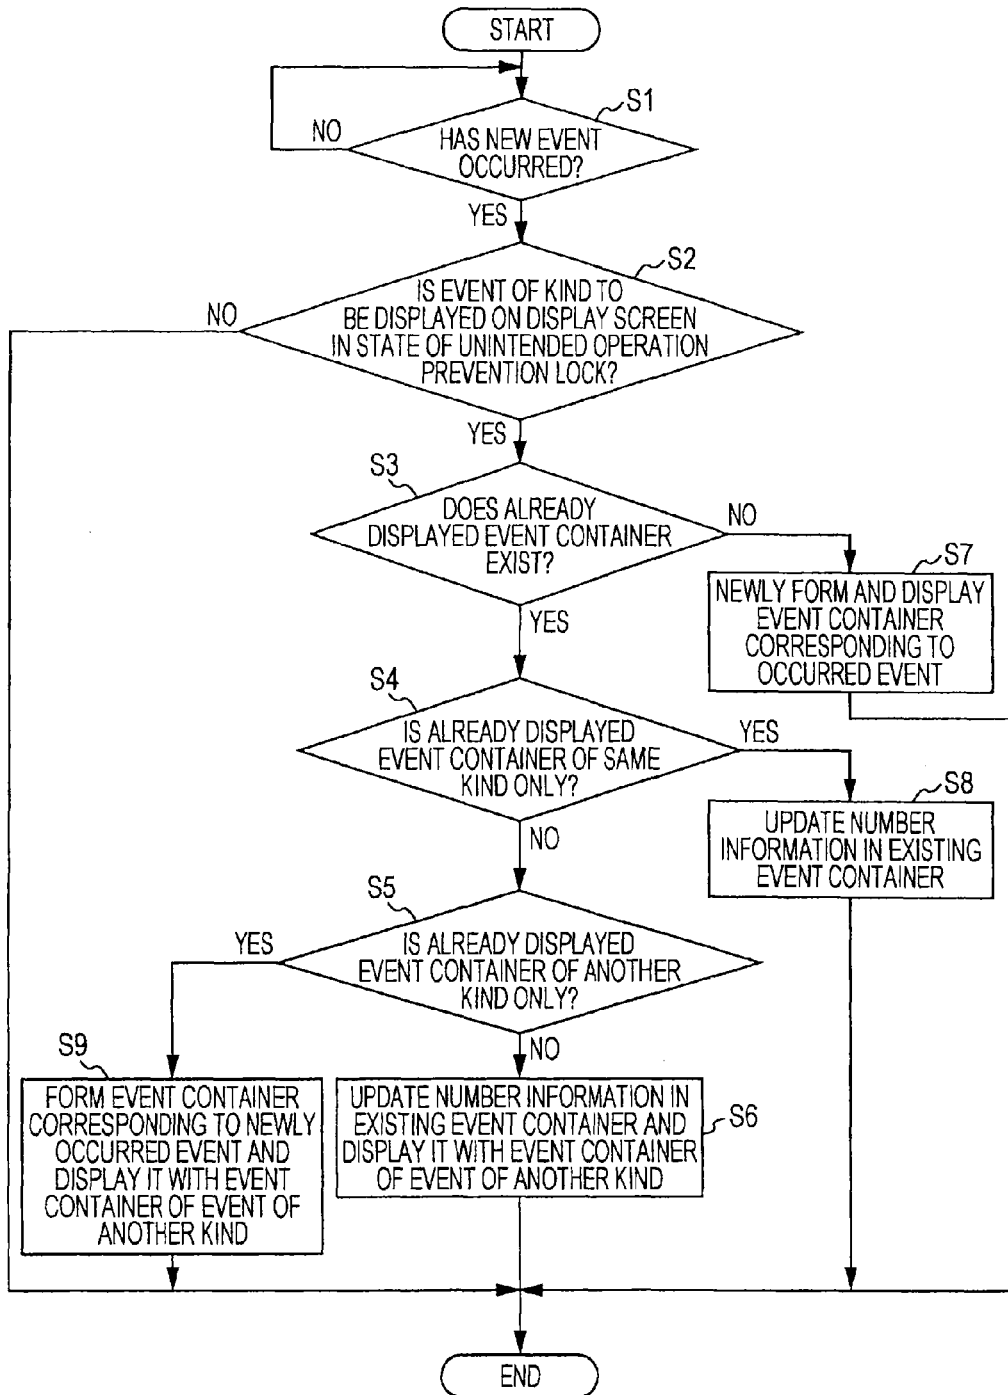 START
S1
NO
HAS NEW EVENT
OCCURRED?
YES
S2
NO
IS EVENT OF KIND TO
BE DISPLAYED ON DISPLAY SCREEN
IN STATE OF UNINTENDED OPERATION
PREVENTION LOCK?
YES
S3
DOES ALREADY
DISPLAYED EVENT CONTAINER
EXIST?
NO
YES
S7
NEWLY FORM AND DISPLAY
EVENT CONTAINER
CORRESPONDING TO
OCCURRED EVENT
S4
IS ALREADY DISPLAYED
EVENT CONTAINER OF SAME
KIND ONLY?
YES
NO
S8
UPDATE NUMBER
INFORMATION IN EXISTING
EVENT CONTAINER
S5
YES
IS ALREADY DISPLAYED
EVENT CONTAINER OF ANOTHER
KIND ONLY?
NO
S9
FORM EVENT CONTAINER
CORRESPONDING TO NEWLY
OCCURRED EVENT AND
DISPLAY IT WITH EVENT
CONTAINER OF EVENT OF
ANOTHER KIND
UPDATE NUMBER INFORMATION IN
EXISTING EVENT CONTAINER AND
DISPLAY IT WITH EVENT CONTAINER
OF EVENT OF ANOTHER KIND
S6
END